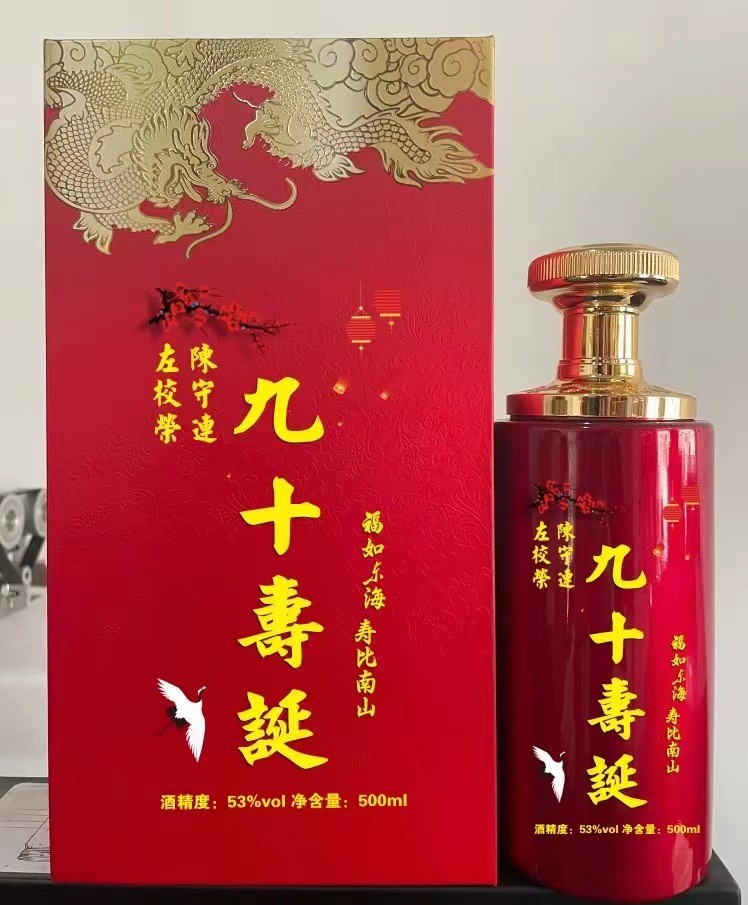 陳守連
左校榮
九十壽誕
福如东海 寿比南山
酒精度：53%vol 净含量：500ml
陳守連
左校榮
九十壽誕
福如东海 寿比南山
酒精度：53%vol 净含量：500ml